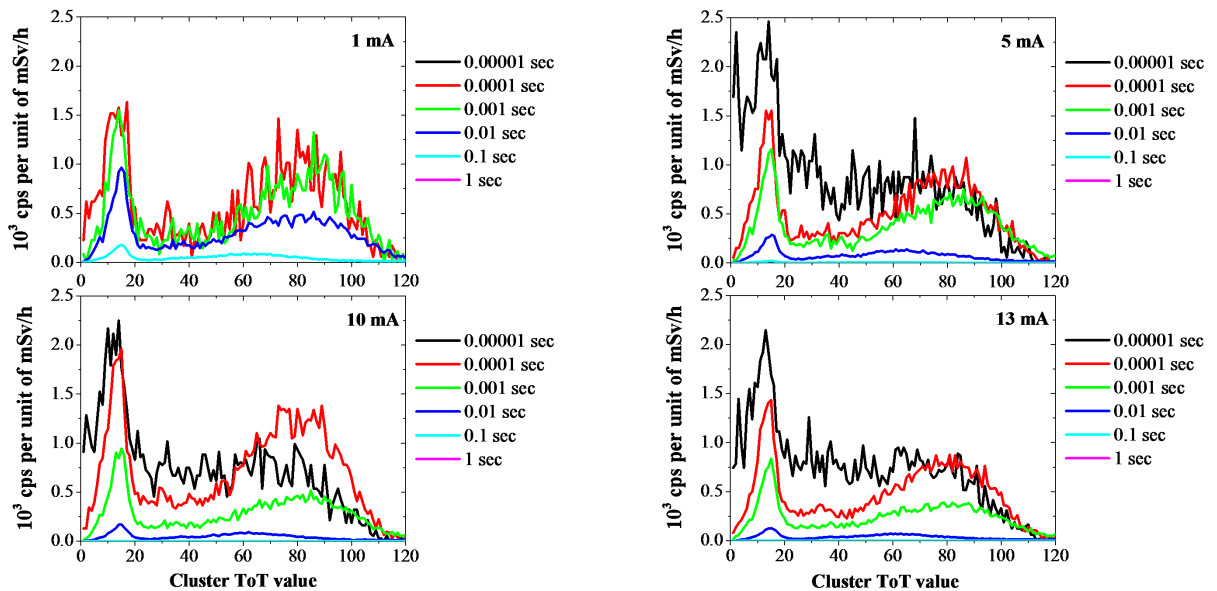 1 mA
10³ cps per unit of mSv/h
2.5
2.0
1.5
1.0
0.5
0.0
0 20 40 60 80 100 120
0.00001 sec
0.0001 sec
0.001 sec
0.01 sec
0.1 sec
1 sec
5 mA
10³ cps per unit of mSv/h
2.5
2.0
1.5
1.0
0.5
0.0
0 20 40 60 80 100 120
0.00001 sec
0.0001 sec
0.001 sec
0.01 sec
0.1 sec
1 sec
10 mA
10³ cps per unit of mSv/h
2.5
2.0
1.5
1.0
0.5
0.0
0 20 40 60 80 100 120
Cluster ToT value
0.00001 sec
0.0001 sec
0.001 sec
0.01 sec
0.1 sec
1 sec
13 mA
10³ cps per unit of mSv/h
2.5
2.0
1.5
1.0
0.5
0.0
0 20 40 60 80 100 120
Cluster ToT value
0.00001 sec
0.0001 sec
0.001 sec
0.01 sec
0.1 sec
1 sec